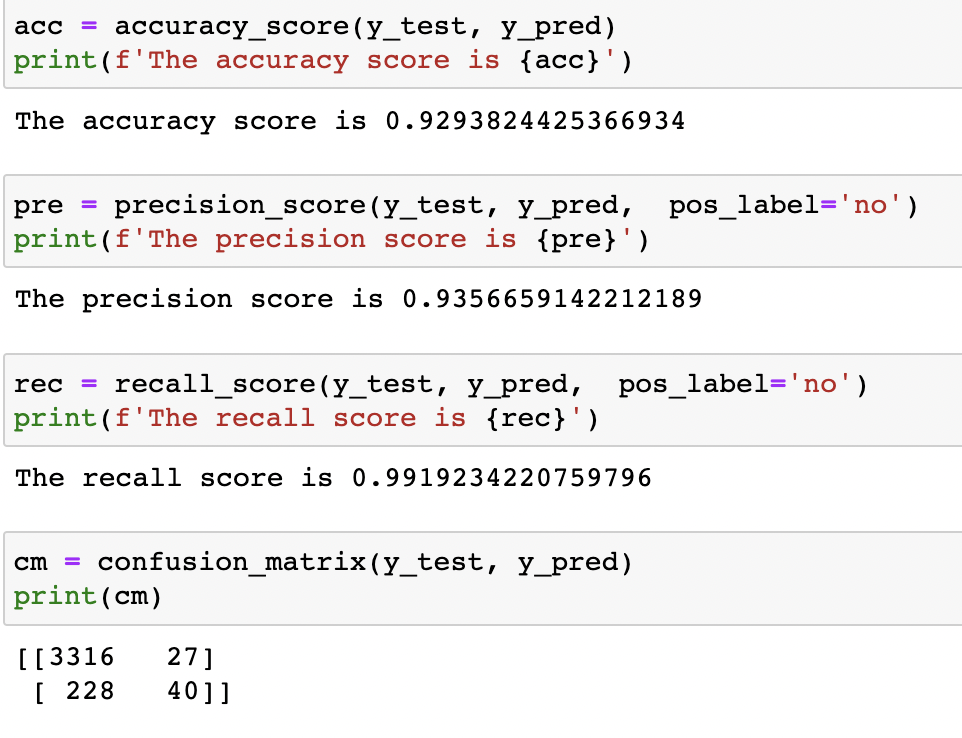 acc = accuracy_score(y_test, y_pred)
print(f'The accuracy score is {acc}')
The accuracy score is 0.9293824425366934
pre = precision_score(y_test, y_pred,  pos_label='no')
print(f'The precision score is {pre}')
The precision score is 0.9356659142212189
rec = recall_score(y_test, y_pred,  pos_label='no')
print(f'The recall score is {rec}')
The recall score is 0.9919234220759796
cm = confusion_matrix(y_test, y_pred)
print(cm)
[[3316   27]
 [ 228   40]]